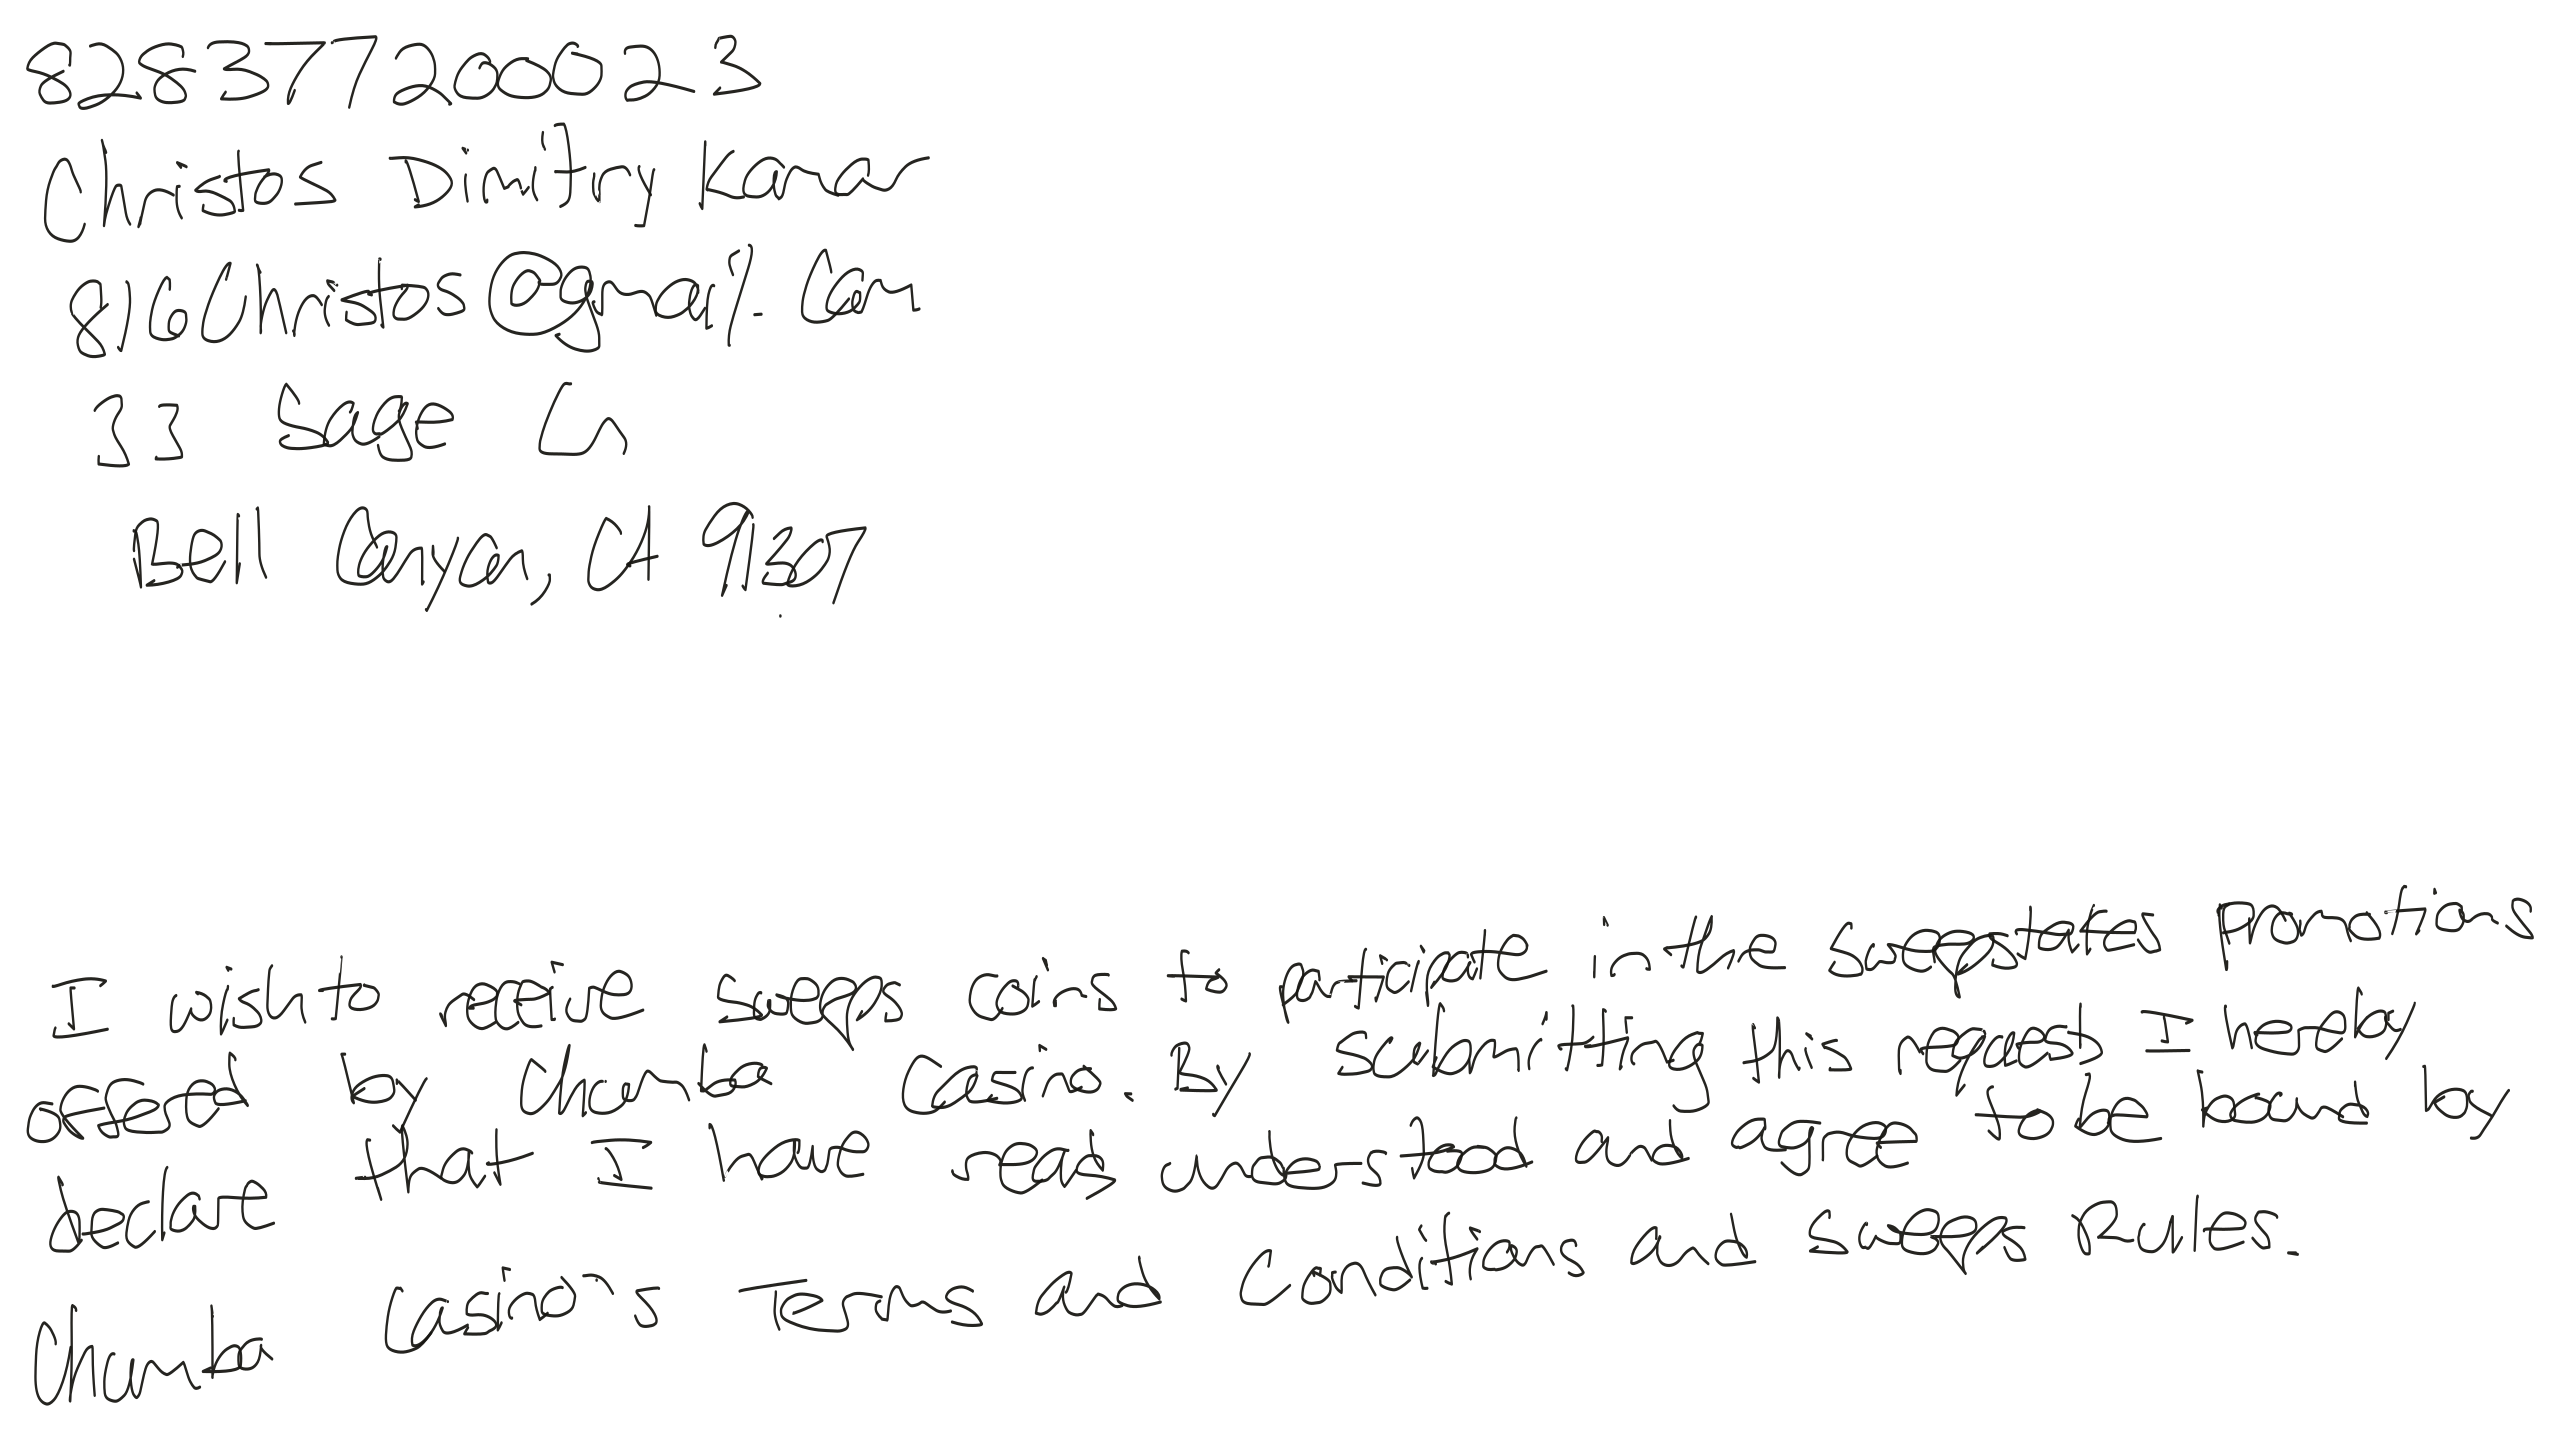 828377200023
Christos Dimitry Kanar
816Christos@gmail.com
33 Sage Ln
Bell Canyon, CA 91307
I wish to receive sweeps coins to participate in the sweepstakes promotions
offered by Chumba Casino. By submitting this request I hereby
declare that I have read understood and agree to be bound by
Chumba Casino's Terms and Conditions and Sweeps Rules.